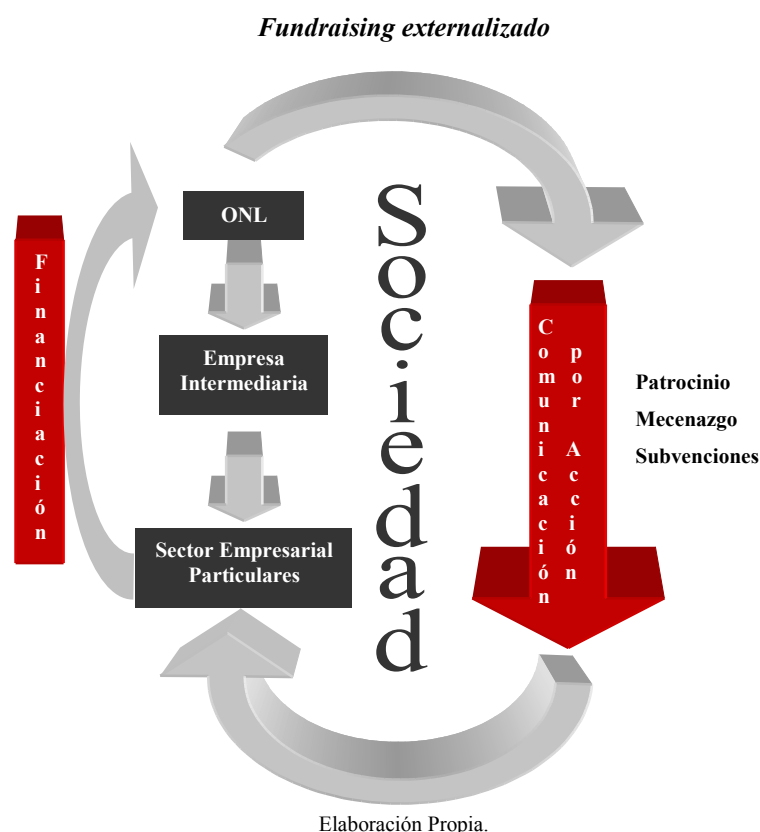 Fundraising externalizado
ONL
Empresa
Intermediaria
Sector Empresarial
Particulares
Financiación
Sociedad
Comunicación
por Acción
Patrocinio
Mecenazgo
Subvenciones
Elaboración Propia.